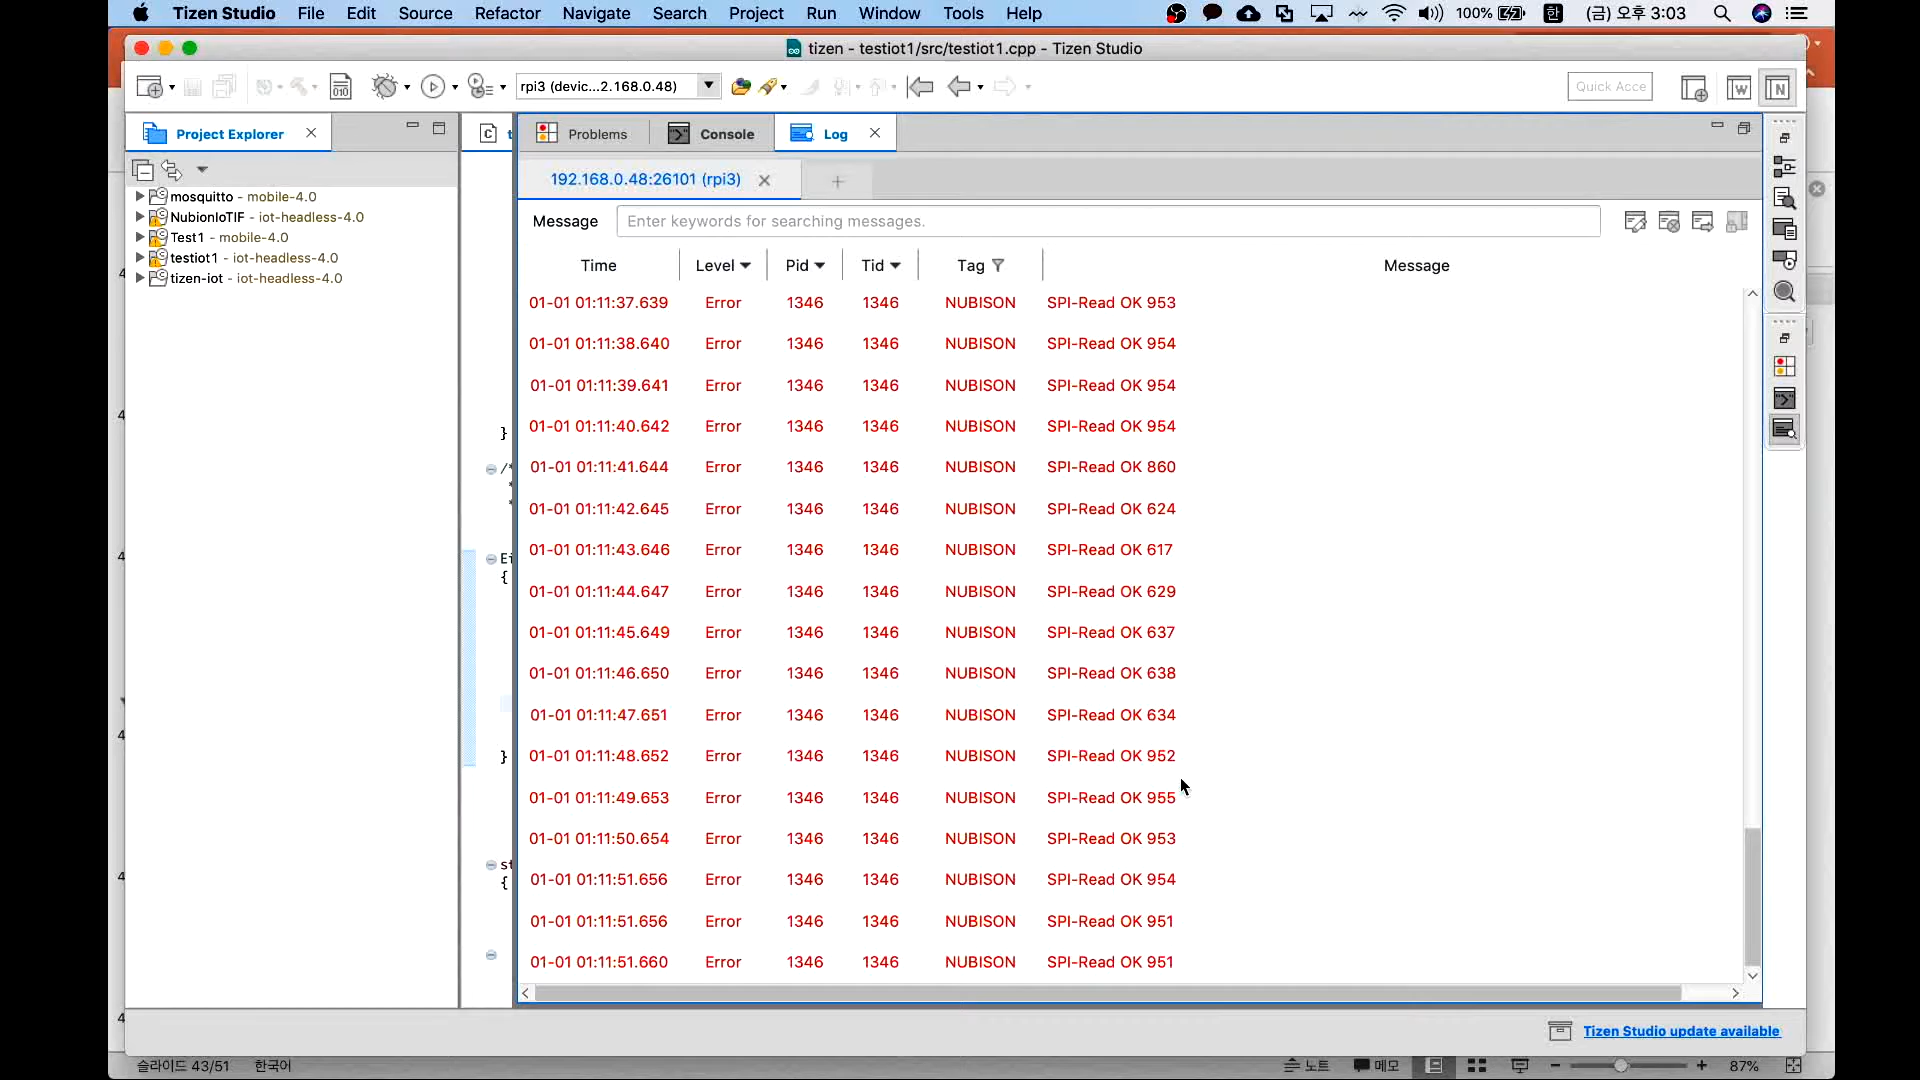 Tizen Studio File Edit Source Refactor Navigate Search Project Run Window Tools Help 100% 한 (금) 오후 3:03
tizen - testiot1/src/testiot1.cpp - Tizen Studio
rpi3 (devic...2.168.0.48) Quick Acce
Project Explorer
Problems Console Log
192.168.0.48:26101 (rpi3)
mosquitto - mobile-4.0
NubionIoTIF - iot-headless-4.0
Test1 - mobile-4.0
testiot1 - iot-headless-4.0
tizen-iot - iot-headless-4.0
Message Enter keywords for searching messages.
Time Level Pid Tid Tag Message
01-01 01:11:37.639 Error 1346 1346 NUBISON SPI-Read OK 953
01-01 01:11:38.640 Error 1346 1346 NUBISON SPI-Read OK 954
01-01 01:11:39.641 Error 1346 1346 NUBISON SPI-Read OK 954
01-01 01:11:40.642 Error 1346 1346 NUBISON SPI-Read OK 954
01-01 01:11:41.644 Error 1346 1346 NUBISON SPI-Read OK 860
01-01 01:11:42.645 Error 1346 1346 NUBISON SPI-Read OK 624
01-01 01:11:43.646 Error 1346 1346 NUBISON SPI-Read OK 617
01-01 01:11:44.647 Error 1346 1346 NUBISON SPI-Read OK 629
01-01 01:11:45.649 Error 1346 1346 NUBISON SPI-Read OK 637
01-01 01:11:46.650 Error 1346 1346 NUBISON SPI-Read OK 638
01-01 01:11:47.651 Error 1346 1346 NUBISON SPI-Read OK 634
01-01 01:11:48.652 Error 1346 1346 NUBISON SPI-Read OK 952
01-01 01:11:49.653 Error 1346 1346 NUBISON SPI-Read OK 955
01-01 01:11:50.654 Error 1346 1346 NUBISON SPI-Read OK 953
01-01 01:11:51.656 Error 1346 1346 NUBISON SPI-Read OK 954
01-01 01:11:51.656 Error 1346 1346 NUBISON SPI-Read OK 951
01-01 01:11:51.660 Error 1346 1346 NUBISON SPI-Read OK 951
Tizen Studio update available
슬라이드 43/51 한국어 노트 메모 87%